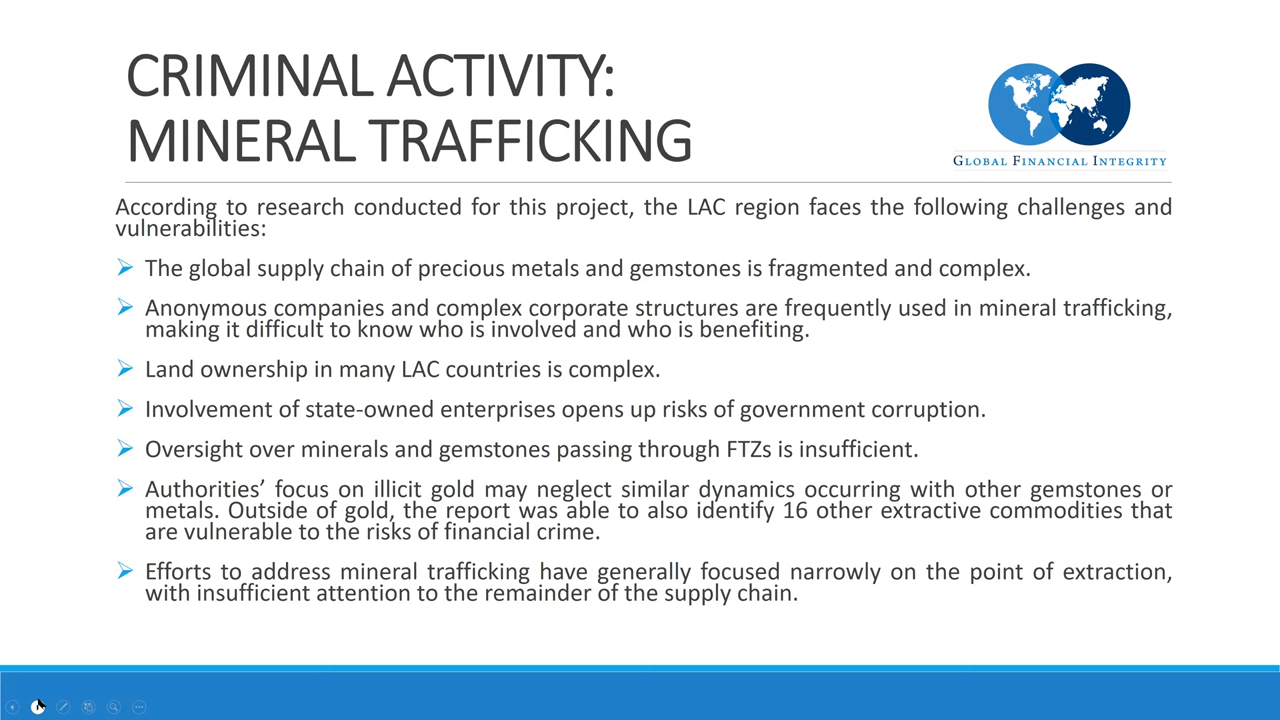 CRIMINAL ACTIVITY:
MINERAL TRAFFICKING
GLOBAL FINANCIAL INTEGRITY
According to research conducted for this project, the LAC region faces the following challenges and
vulnerabilities:
The global supply chain of precious metals and gemstones is fragmented and complex.
Anonymous companies and complex corporate structures are frequently used in mineral trafficking,
making it difficult to know who is involved and who is benefiting.
Land ownership in many LAC countries is complex.
Involvement of state-owned enterprises opens up risks of government corruption.
Oversight over minerals and gemstones passing through FTZs is insufficient.
Authorities’ focus on illicit gold may neglect similar dynamics occurring with other gemstones or
metals. Outside of gold, the report was able to also identify 16 other extractive commodities that
are vulnerable to the risks of financial crime.
Efforts to address mineral trafficking have generally focused narrowly on the point of extraction,
with insufficient attention to the remainder of the supply chain.